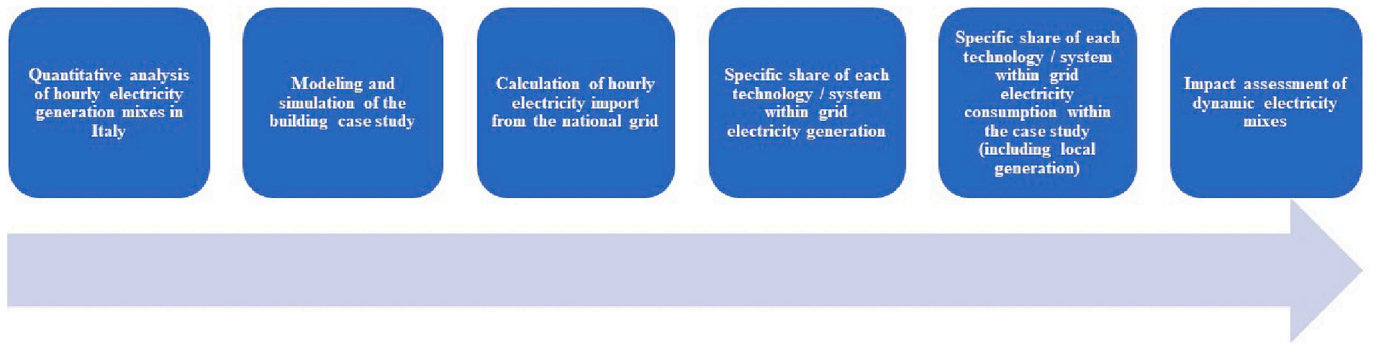 Quantitative analysis
of hourly electricity
generation mixes in
Italy
Modeling and
simulation of the
building case study
Calculation of hourly
electricity import
from the national grid
Specific share of each
technology / system
within grid
electricity generation
Specific share of each
technology / system
within grid
electricity
consumption within
the case study
(including local
generation)
Impact assessment of
dynamic electricity
mixes